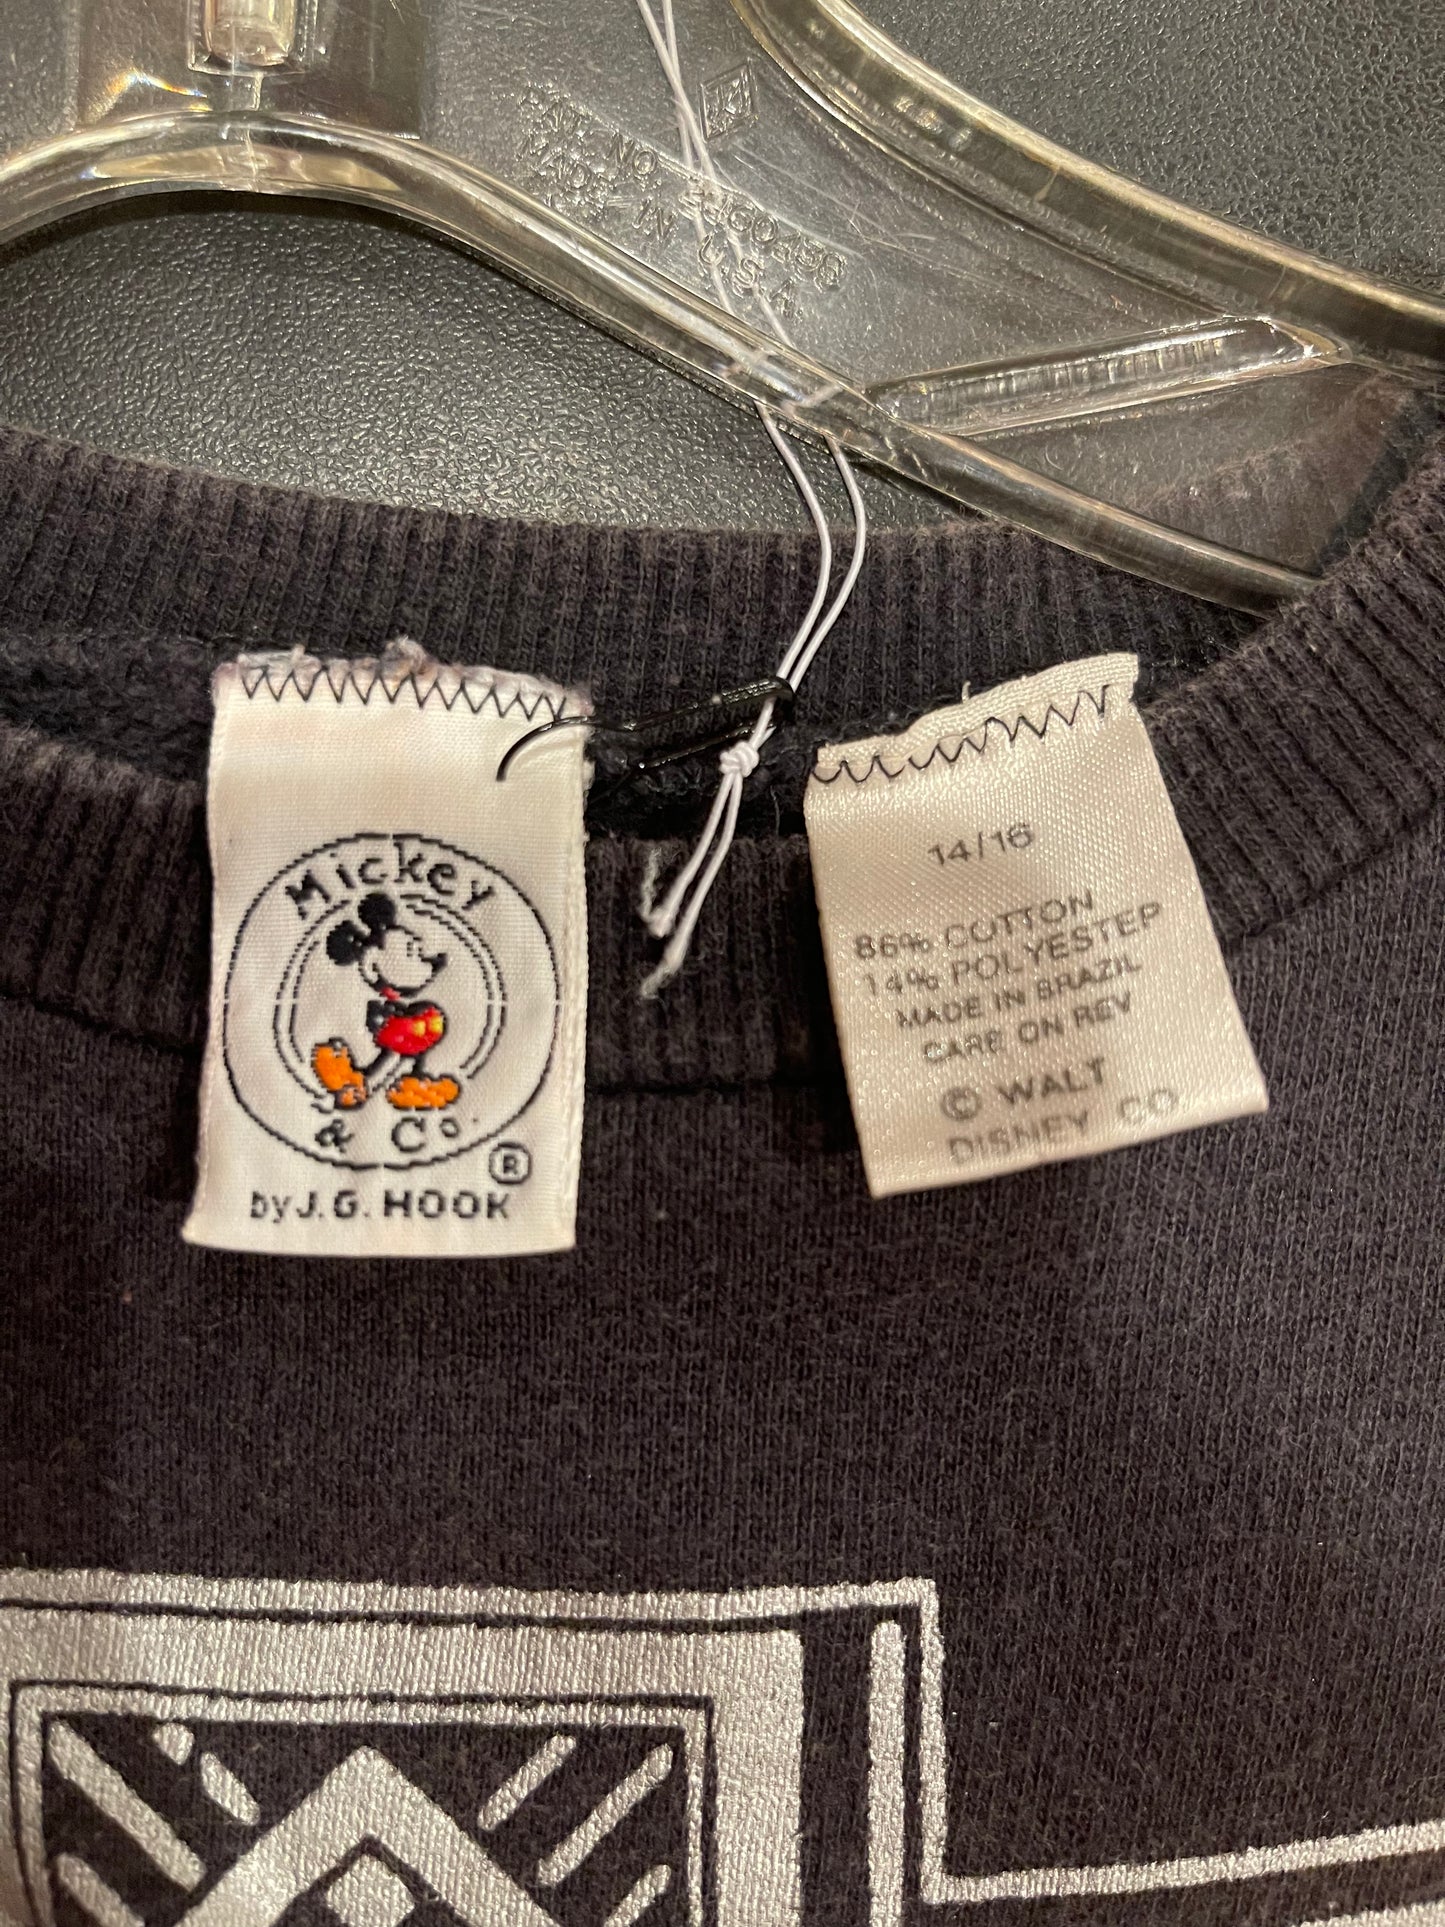 PAT. NO.
MADE IN
U.S.A.
Mickey
& Co.
®
by J.G. HOOK
14/16
86% COTTON
14% POLYESTER
MADE IN BRAZIL
CARE ON REV
© WALT
DISNEY CO